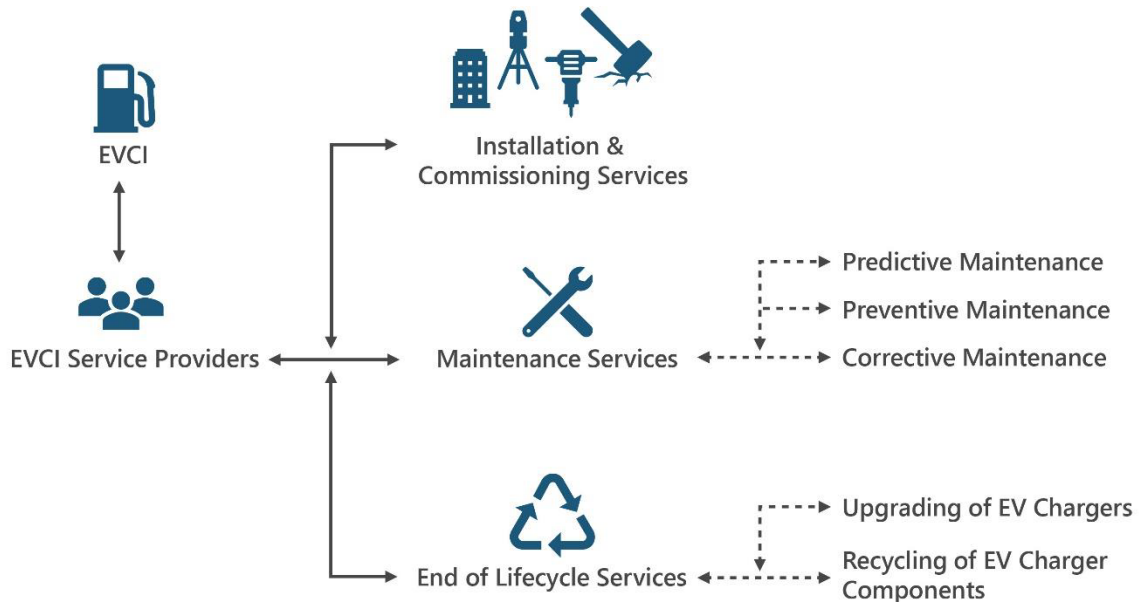 EVCI
Installation &
Commissioning Services
EVCI Service Providers
Maintenance Services
Predictive Maintenance
Preventive Maintenance
Corrective Maintenance
End of Lifecycle Services
Upgrading of EV Chargers
Recycling of EV Charger
Components